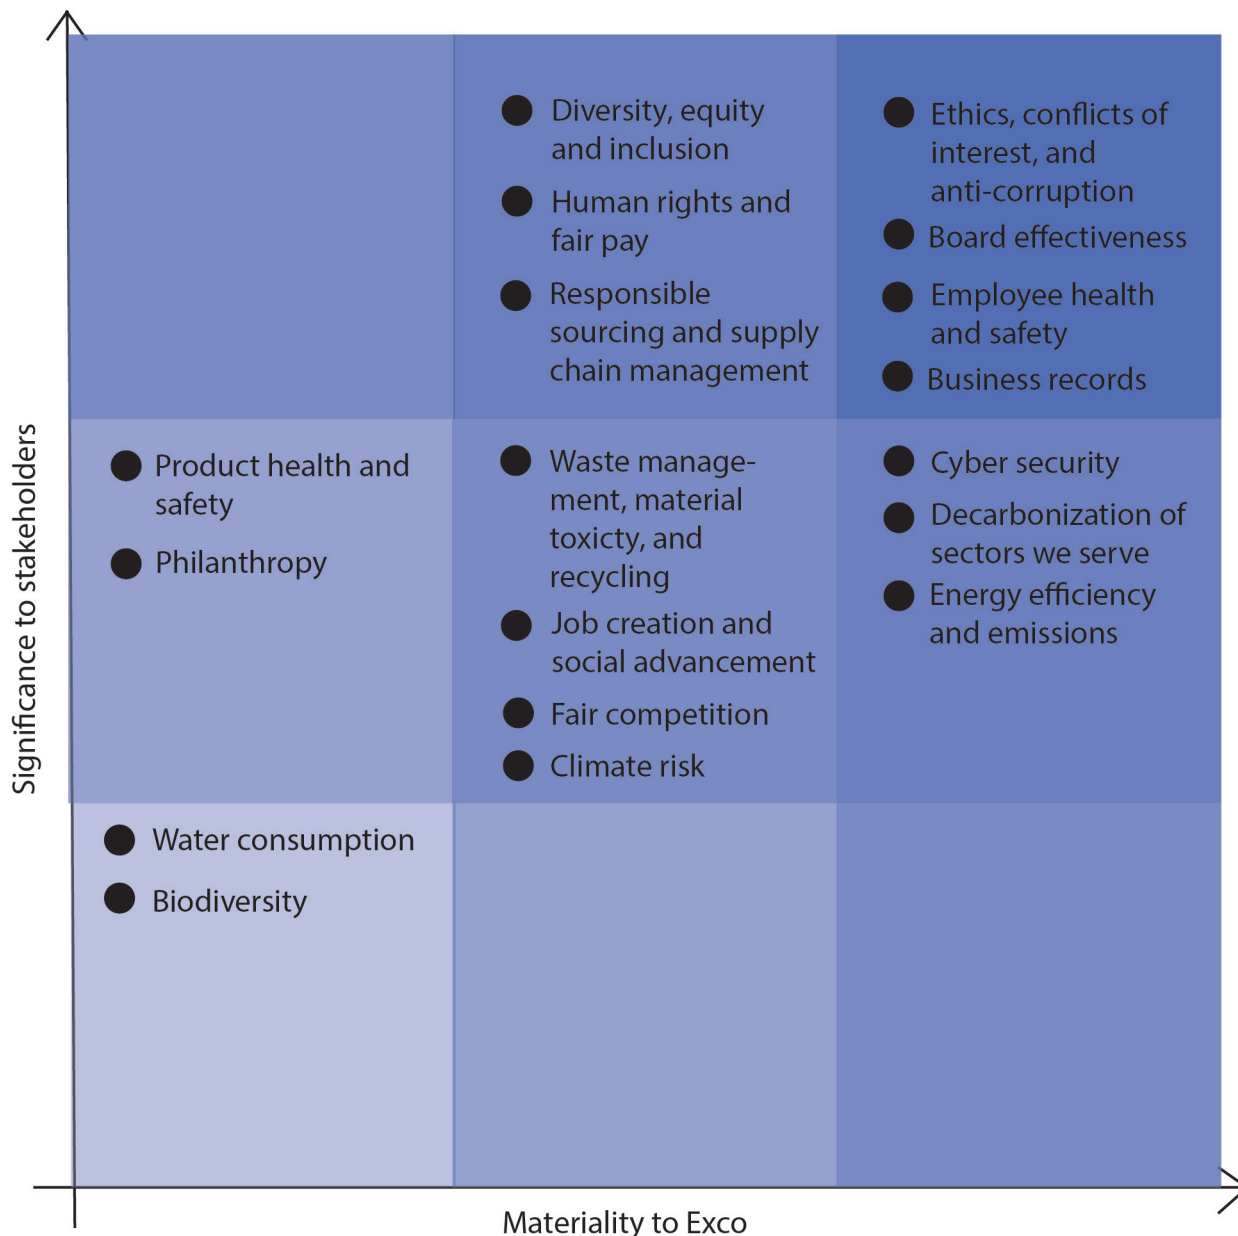 Significance to stakeholders
Diversity, equity
and inclusion
Human rights and
fair pay
Responsible
sourcing and supply
chain management
Ethics, conflicts of
interest, and
anti-corruption
Board effectiveness
Employee health
and safety
Business records
Product health and
safety
Philanthropy
Waste manage-
ment, material
toxicty, and
recycling
Job creation and
social advancement
Fair competition
Climate risk
Cyber security
Decarbonization of
sectors we serve
Energy efficiency
and emissions
Water consumption
Biodiversity
Materiality to Exco